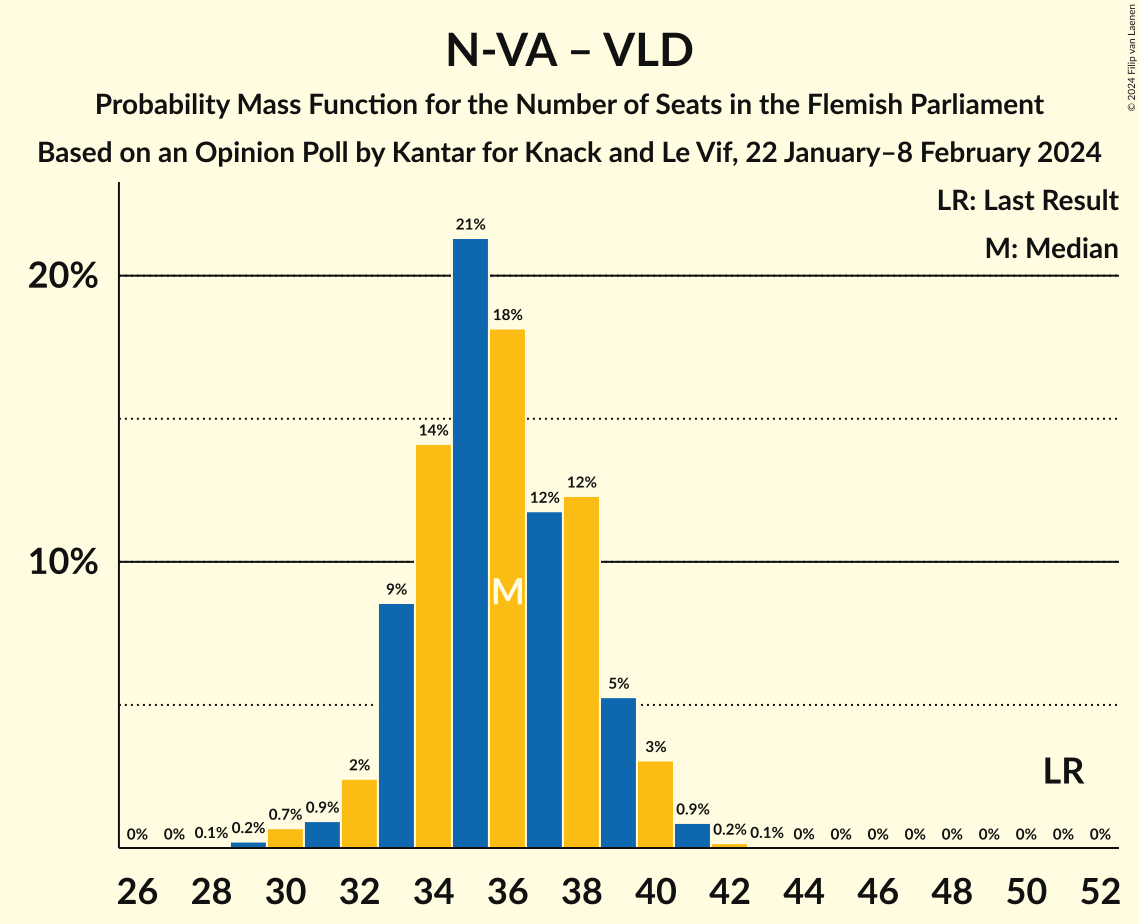 N-VA – VLD
Probability Mass Function for the Number of Seats in the Flemish Parliament
Based on an Opinion Poll by Kantar for Knack and Le Vif, 22 January–8 February 2024
© 2024 Filip van Laenen
LR: Last Result
M: Median
20%
10%
0% 0% 0.1% 0.2% 0.7% 0.9% 2% 9% 14% 21% 18% 12% 12% 5% 3% 0.9% 0.2% 0.1% 0% 0% 0% 0% 0% 0% 0% 0% 0%
M
LR
26 28 30 32 34 36 38 40 42 44 46 48 50 52